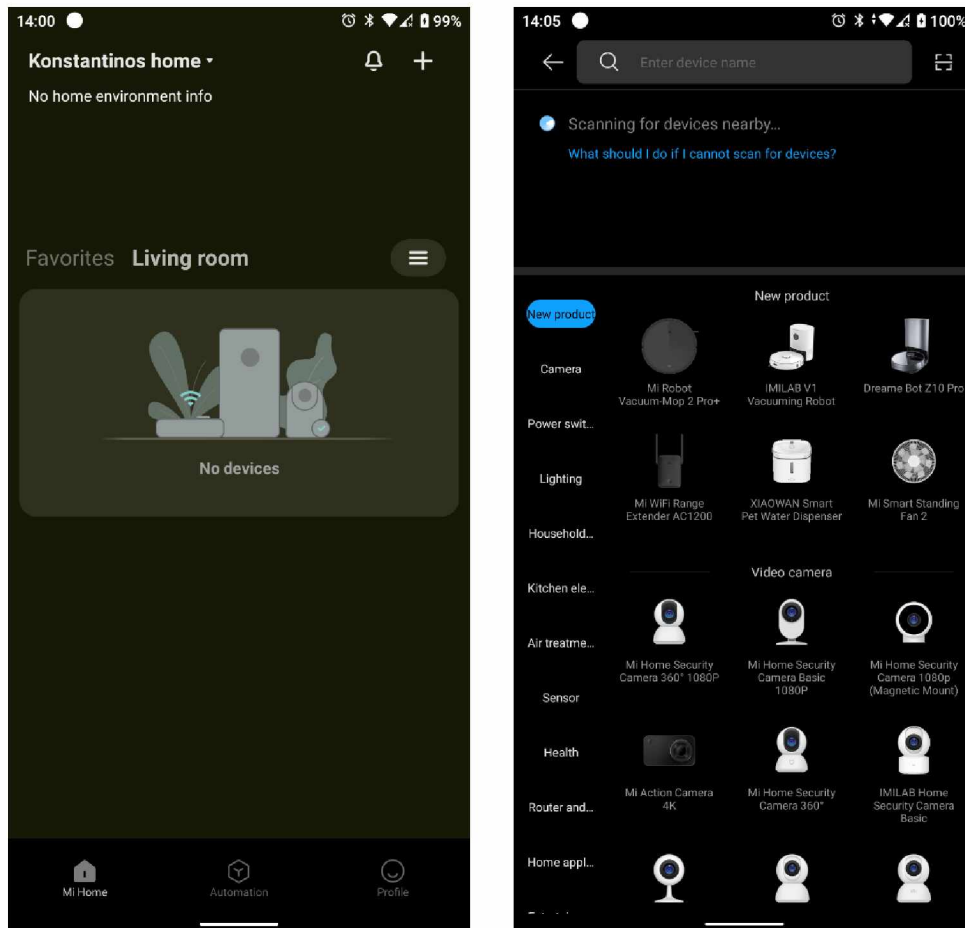 14:00
99%
Konstantinos home
No home environment info
Favorites Living room
No devices
Mi Home
Automation
Profile
14:05
100%
Enter device name
Scanning for devices nearby...
What should I do if I cannot scan for devices?
New product
Camera
Power swit...
Lighting
Household...
Kitchen ele...
Air treatme...
Sensor
Health
Router and...
Home appl...
New product
Mi Robot
Vacuum-Mop 2 Pro+
IMILAB V1
Vacuuming Robot
Dreame Bot Z10 Pro
Mi WiFi Range
Extender AC1200
XIAOWAN Smart
Pet Water Dispenser
Mi Smart Standing
Fan 2
Video camera
Mi Home Security
Camera 360° 1080P
Mi Home Security
Camera Basic
1080P
Mi Home Security
Camera 1080p
(Magnetic Mount)
Mi Action Camera
4K
Mi Home Security
Camera 360°
IMILAB Home
Security Camera
Basic